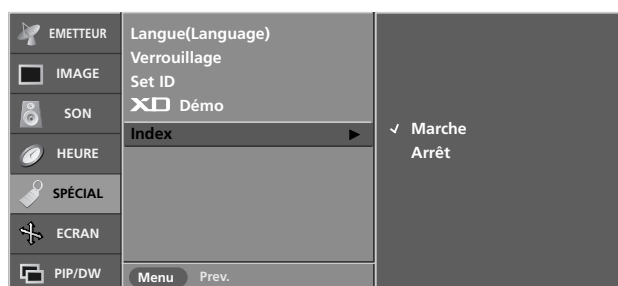 EMETTEUR
IMAGE
SON
HEURE
SPÉCIAL
ECRAN
PIP/DW
Langue(Language)
Verrouillage
Set ID
XD Démo
Index
Menu Prev.
Marche
Arrêt